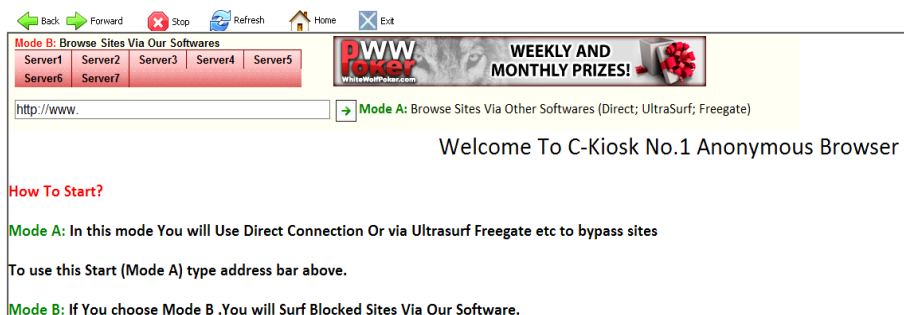 Back Forward Stop Refresh Home Exit
Mode B: Browse Sites Via Our Softwares
Server1 Server2 Server3 Server4 Server5
Server6 Server7
PWW
POKER
WhiteWolfPoker.com
WEEKLY AND
MONTHLY PRIZES!
http://www.
Mode A: Browse Sites Via Other Softwares (Direct; UltraSurf; Freegate)
Welcome To C-Kiosk No.1 Anonymous Browser
How To Start?
Mode A: In this mode You will Use Direct Connection Or via Ultrasurf Freegate etc to bypass sites
To use this Start (Mode A) type address bar above.
Mode B: If You choose Mode B .You will Surf Blocked Sites Via Our Software.